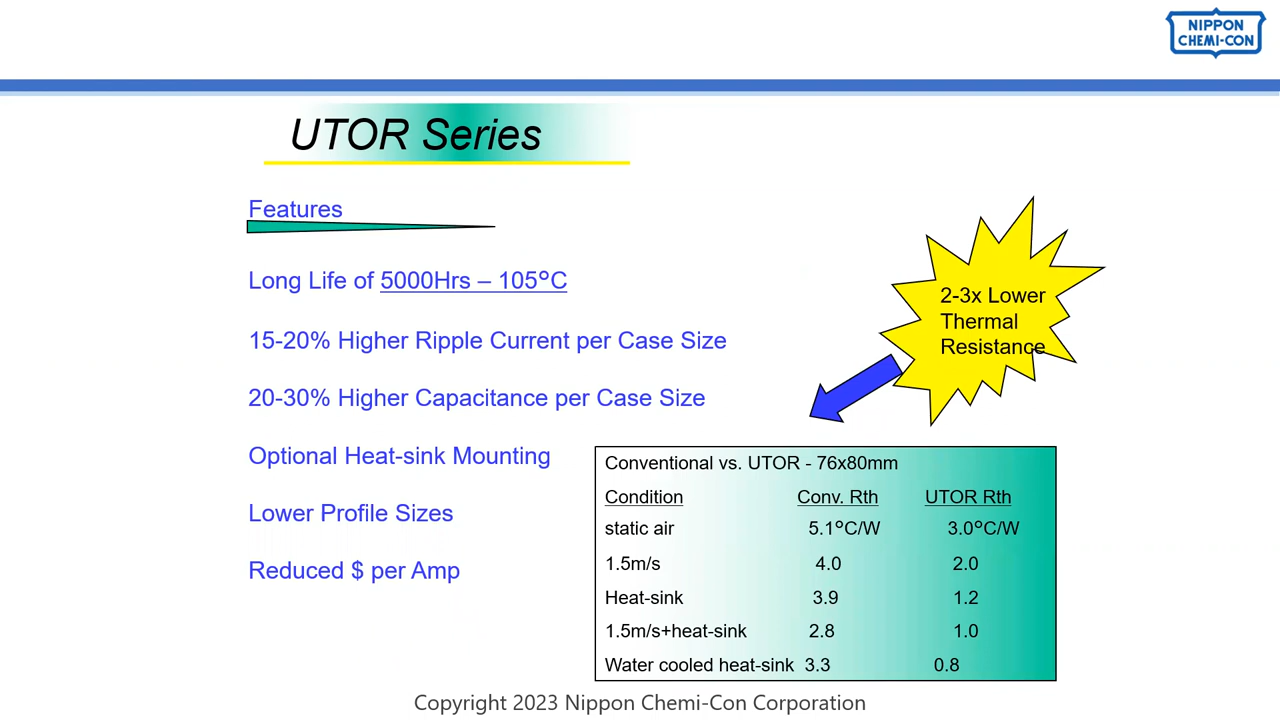 NIPPON
CHEMI-CON
UTOR Series
Features
Long Life of 5000Hrs – 105°C
15-20% Higher Ripple Current per Case Size
20-30% Higher Capacitance per Case Size
Optional Heat-sink Mounting
Lower Profile Sizes
Reduced $ per Amp
2-3x Lower
Thermal
Resistance
Conventional vs. UTOR - 76x80mm
Condition Conv. Rth UTOR Rth
static air 5.1°C/W 3.0°C/W
1.5m/s 4.0 2.0
Heat-sink 3.9 1.2
1.5m/s+heat-sink 2.8 1.0
Water cooled heat-sink 3.3 0.8
Copyright 2023 Nippon Chemi-Con Corporation